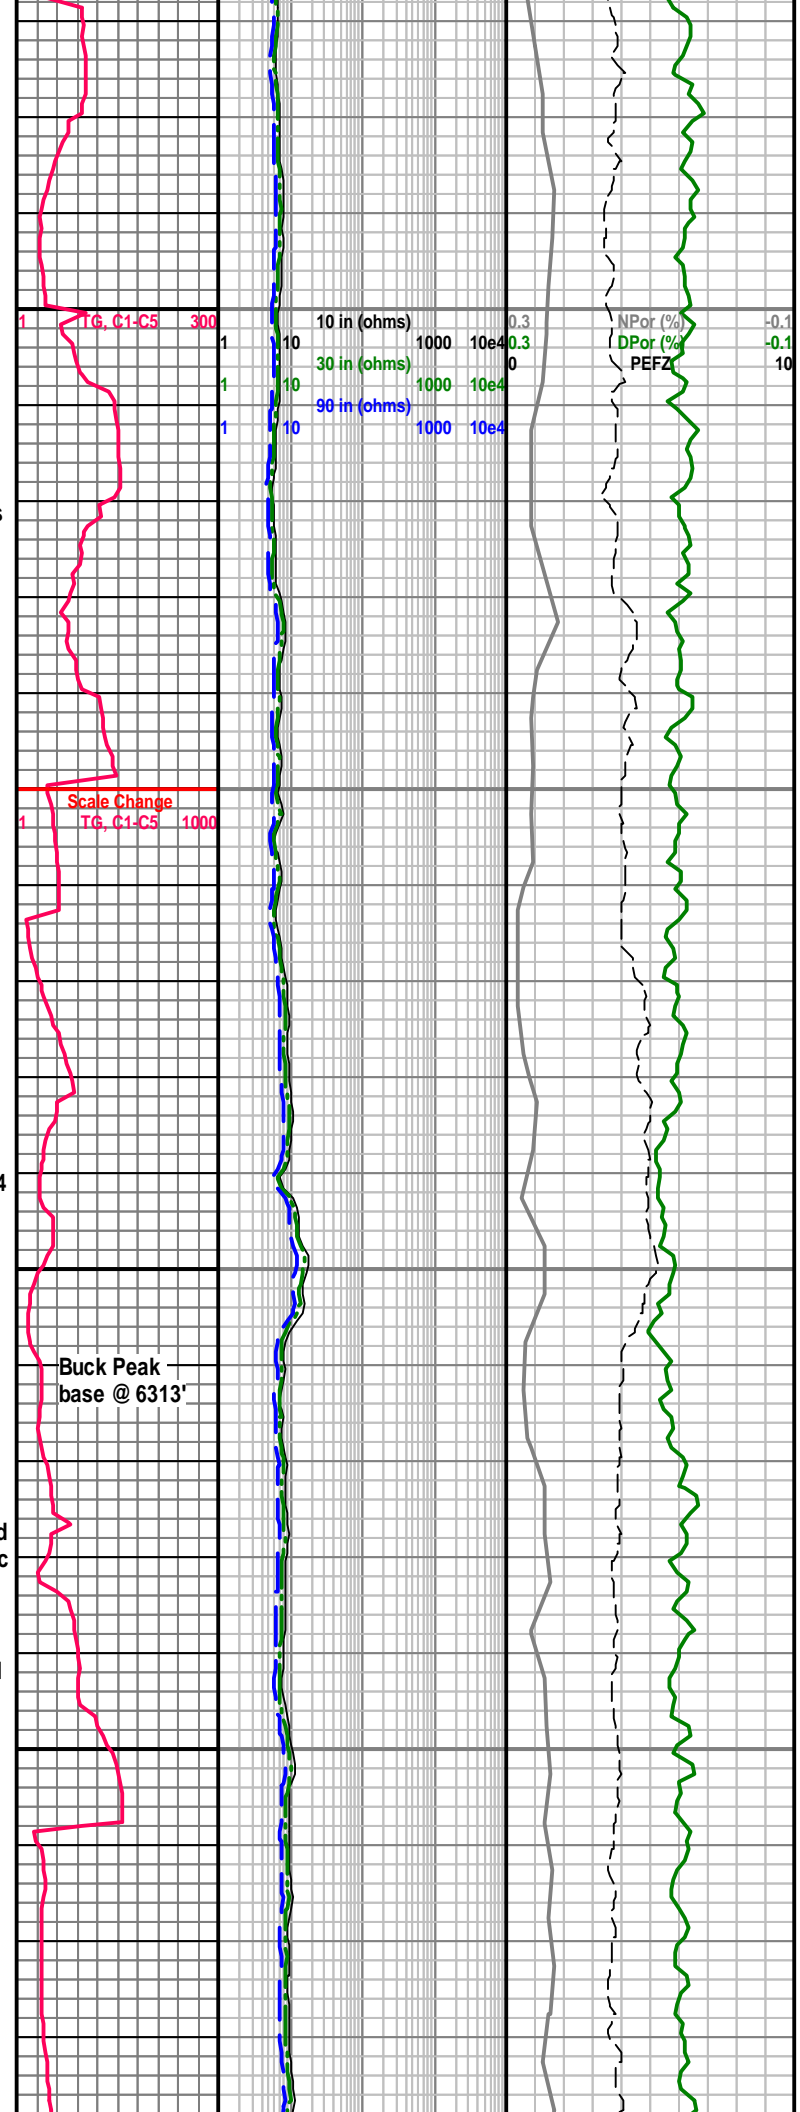 1 TG, C1-C5 300
10 in (ohms)
1 10 1000 10e4
30 in (ohms)
1 10 1000 10e4
90 in (ohms)
1 10 1000 10e4
0.3 NPor (%) -0.1
0.3 DPor (%) -0.1
0 PEFZ 10
s
Scale Change
1 TG, C1-C5 1000
4
Buck Peak
base @ 6313'
d
c